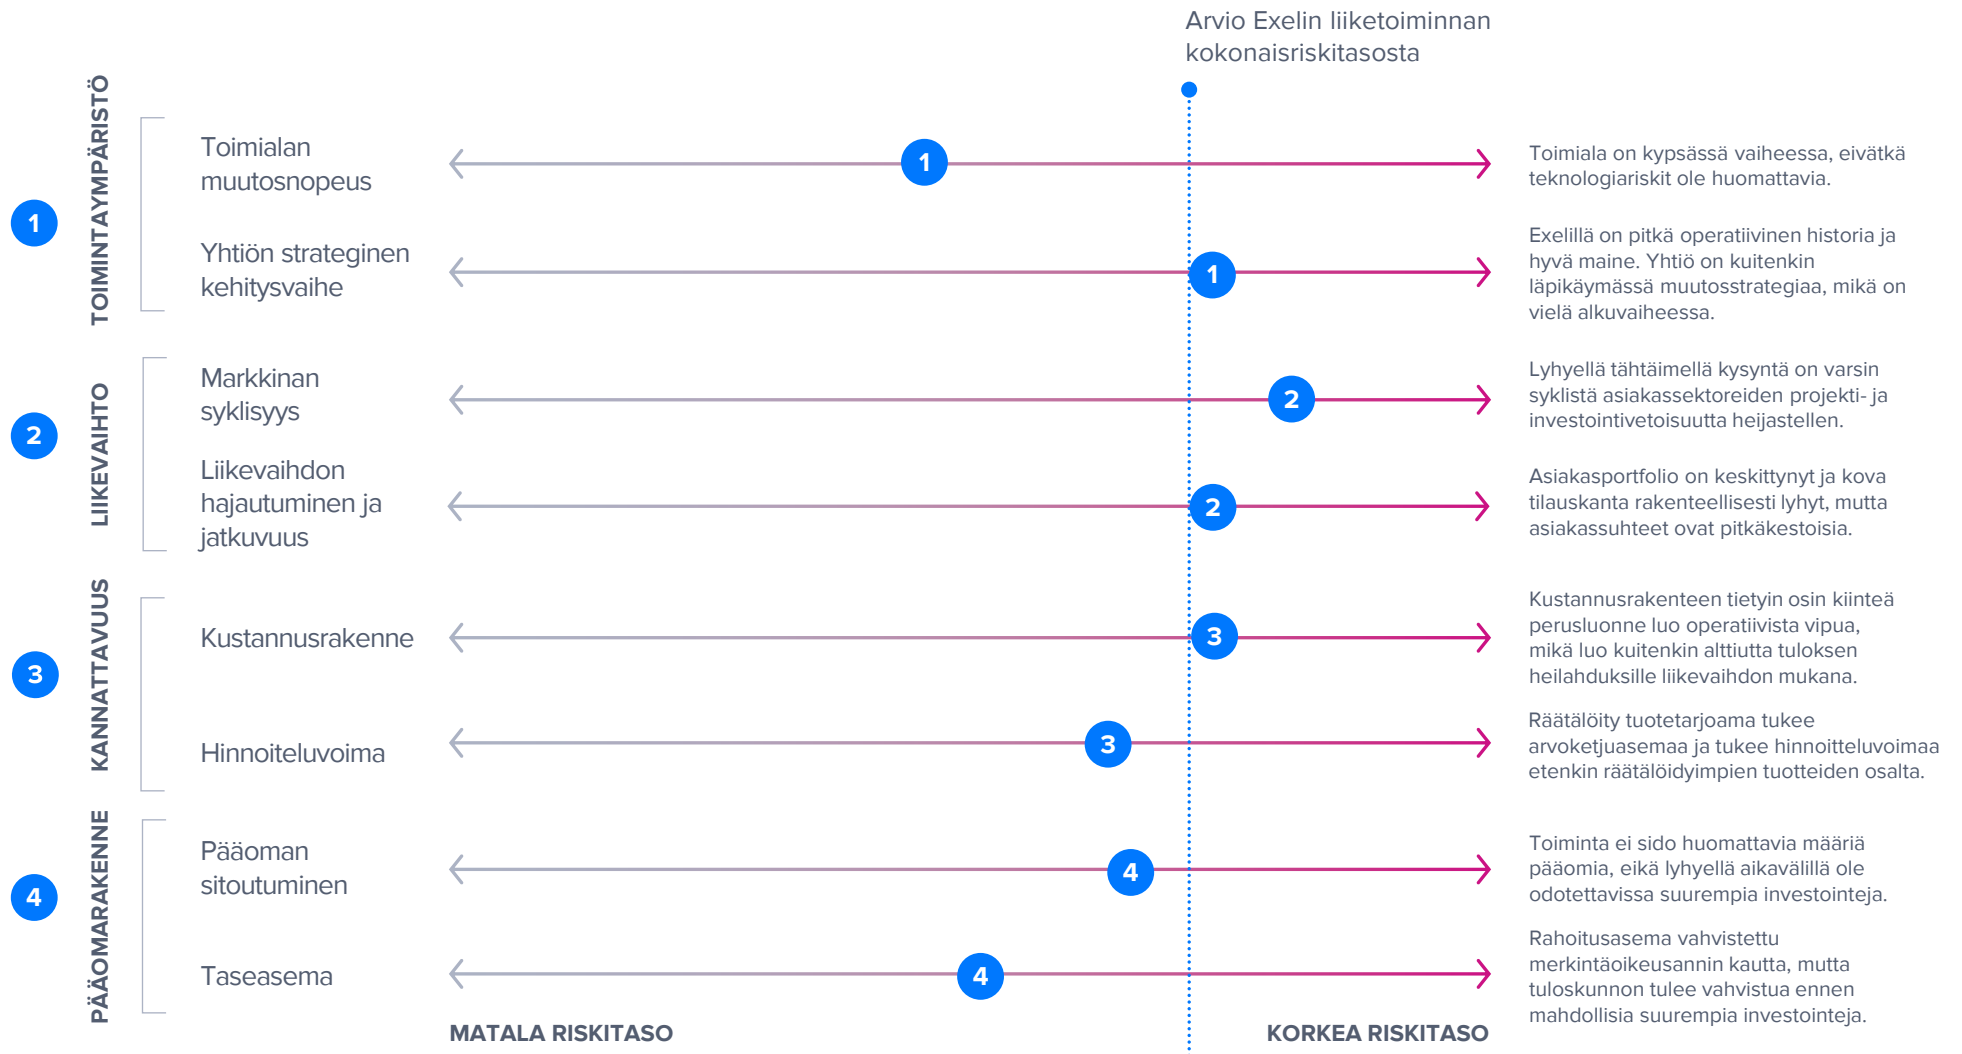 Arvio Exelin liiketoiminnan
kokonaisriskitasosta
1
TOIMINTAYMPÄRISTÖ
Toimialan
muutosnopeus
1
Toimiala on kypsässä vaiheessa, eivätkä
teknologiariskit ole huomattavia.
Yhtiön strateginen
kehitysvaihe
1
Exelillä on pitkä operatiivinen historia ja
hyvä maine. Yhtiö on kuitenkin
läpikäymässä muutosstrategiaa, mikä on
vielä alkuvaiheessa.
2
LIIKEVAIHTO
Markkinan
syklisyys
2
Lyhyellä tähtäimellä kysyntä on varsin
syklistä asiakassektoreiden projekti- ja
investointivetoisuutta heijastellen.
Liikevaihdon
hajautuminen ja
jatkuvuus
2
Asiakasportfolio on keskittynyt ja kova
tilauskanta rakenteellisesti lyhyt, mutta
asiakassuhteet ovat pitkäkestoisia.
3
KANNATTAVUUS
Kustannusrakenne
3
Kustannusrakenteen tietyin osin kiinteä
perusluonne luo operatiivista vipua,
mikä luo kuitenkin alttiutta tuloksen
heilahduksille liikevaihdon mukana.
Hinnoiteluvoima
3
Räätälöity tuotetarjoama tukee
arvoketjuasemaa ja tukee hinnoitteluvoimaa
etenkin räätälöidyimpien tuotteiden osalta.
4
PÄÄOMARAKENNE
Pääoman
sitoutuminen
4
Toiminta ei sido huomattavia määriä
pääomia, eikä lyhyellä aikavälillä ole
odotettavissa suurempia investointeja.
Taseasema
4
Rahoitusasema vahvistettu
merkintäoikeusannin kautta, mutta
tuloskunnon tulee vahvistua ennen
mahdollisia suurempia investointeja.
MATALA RISKITASO
KORKEA RISKITASO